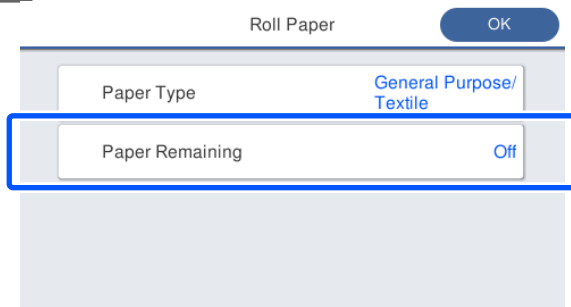 Roll Paper
OK
Paper Type
General Purpose/
Textile
Paper Remaining
Off